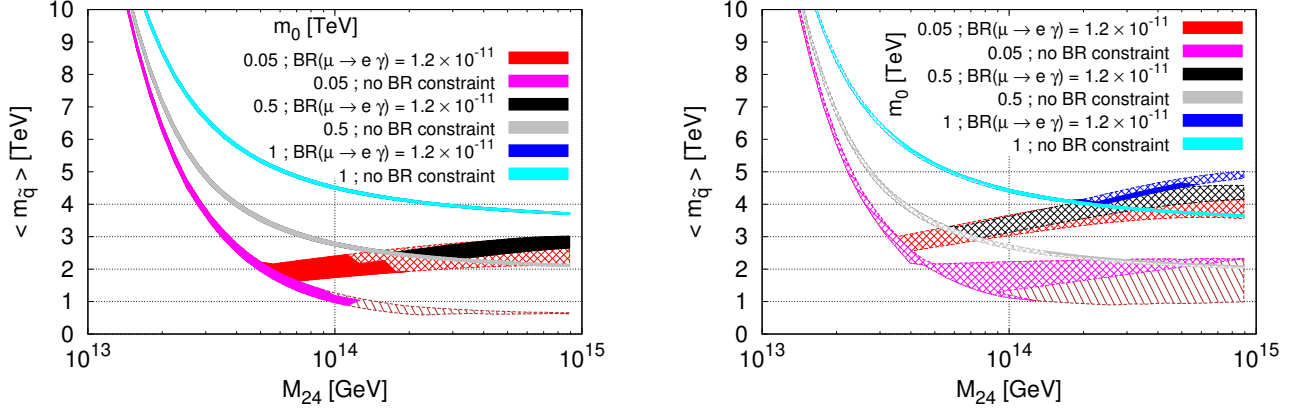 m0 [TeV]
0.05 ; BR(μ → e γ) = 1.2 × 10^-11
0.05 ; no BR constraint
0.5 ; BR(μ → e γ) = 1.2 × 10^-11
0.5 ; no BR constraint
1 ; BR(μ → e γ) = 1.2 × 10^-11
1 ; no BR constraint
< m_q̃ > [TeV]
10
9
8
7
6
5
4
3
2
1
0
10^13
10^14
10^15
M24 [GeV]
m0 [TeV]
0.05 ; BR(μ → e γ) = 1.2 × 10^-11
0.05 ; no BR constraint
0.5 ; BR(μ → e γ) = 1.2 × 10^-11
0.5 ; no BR constraint
1 ; BR(μ → e γ) = 1.2 × 10^-11
1 ; no BR constraint
< m_q̃ > [TeV]
10
9
8
7
6
5
4
3
2
1
0
10^13
10^14
10^15
M24 [GeV]